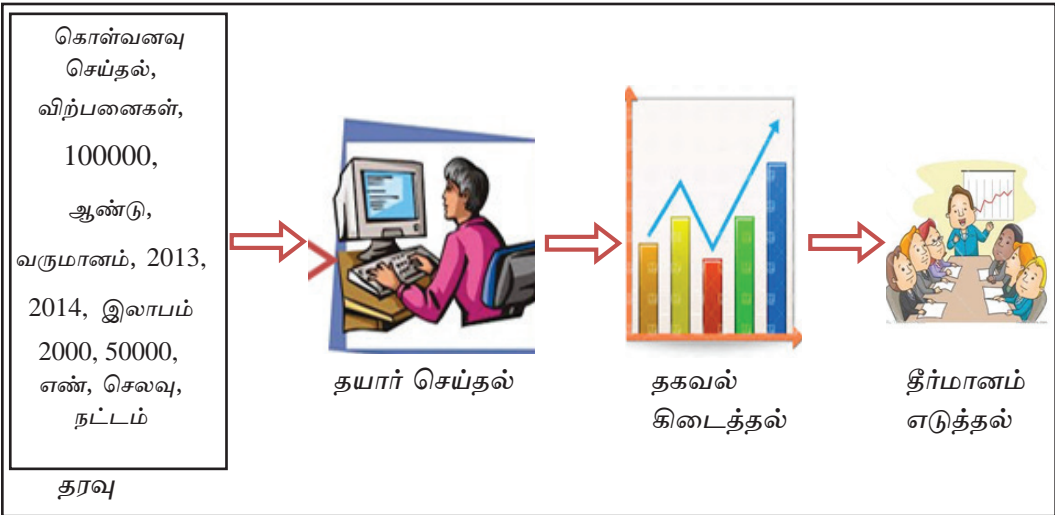 கொள்வனவு
செய்தல்,
விற்பனைகள்,
100000,
ஆண்டு,
வருமானம், 2013,
2014, இலாபம்
2000, 50000,
எண், செலவு,
நட்டம்
தரவு
தயார் செய்தல்
தகவல்
கிடைத்தல்
தீர்மானம்
எடுத்தல்